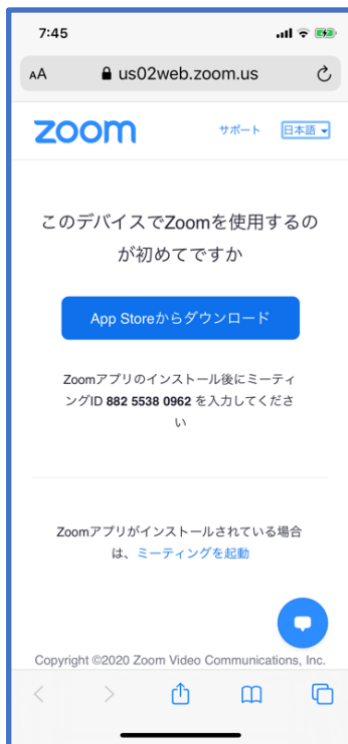 7:45
AA us02web.zoom.us
zoom サポート 日本語
このデバイスでZoomを使用するの
が初めてですか
App Storeからダウンロード
Zoomアプリのインストール後にミーティ
ングID 882 5538 0962 を入力してくださ
い
Zoomアプリがインストールされている場合
は、ミーティングを起動
Copyright ©2020 Zoom Video Communications, Inc.